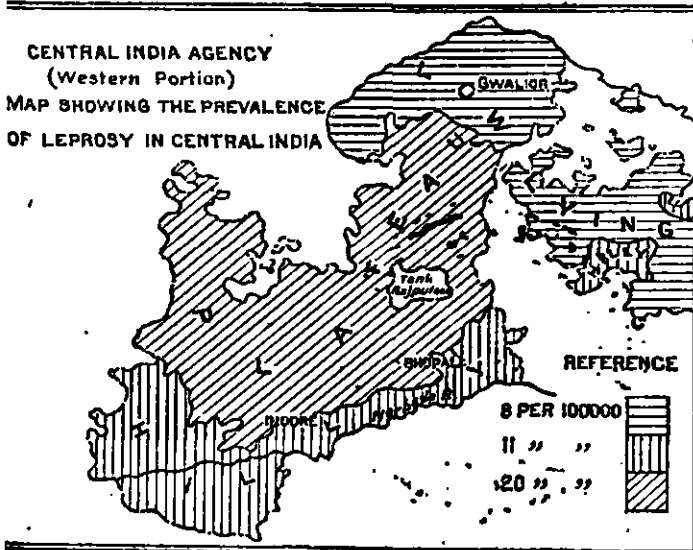 CENTRAL INDIA AGENCY
(Western Portion)
MAP SHOWING THE PREVALENCE
OF LEPROSY IN CENTRAL INDIA
GWALIOR
Tonk
Rajputana
BHOPAL
INDORE
L O W
P L A T E A U
L Y I N G
H I L L Y
REFERENCE
8 PER 100000
11 " "
20 " "